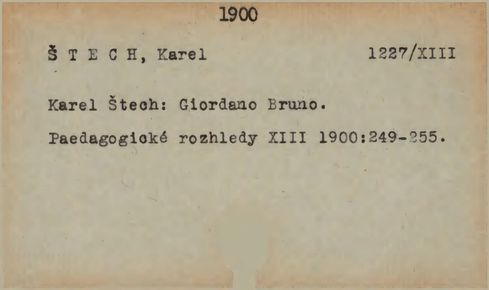 1900
Š T E C H, Karel 1227/XIII
Karel Štech: Giordano Bruno.
Paedagogické rozhledy XIII 1900:249-255.